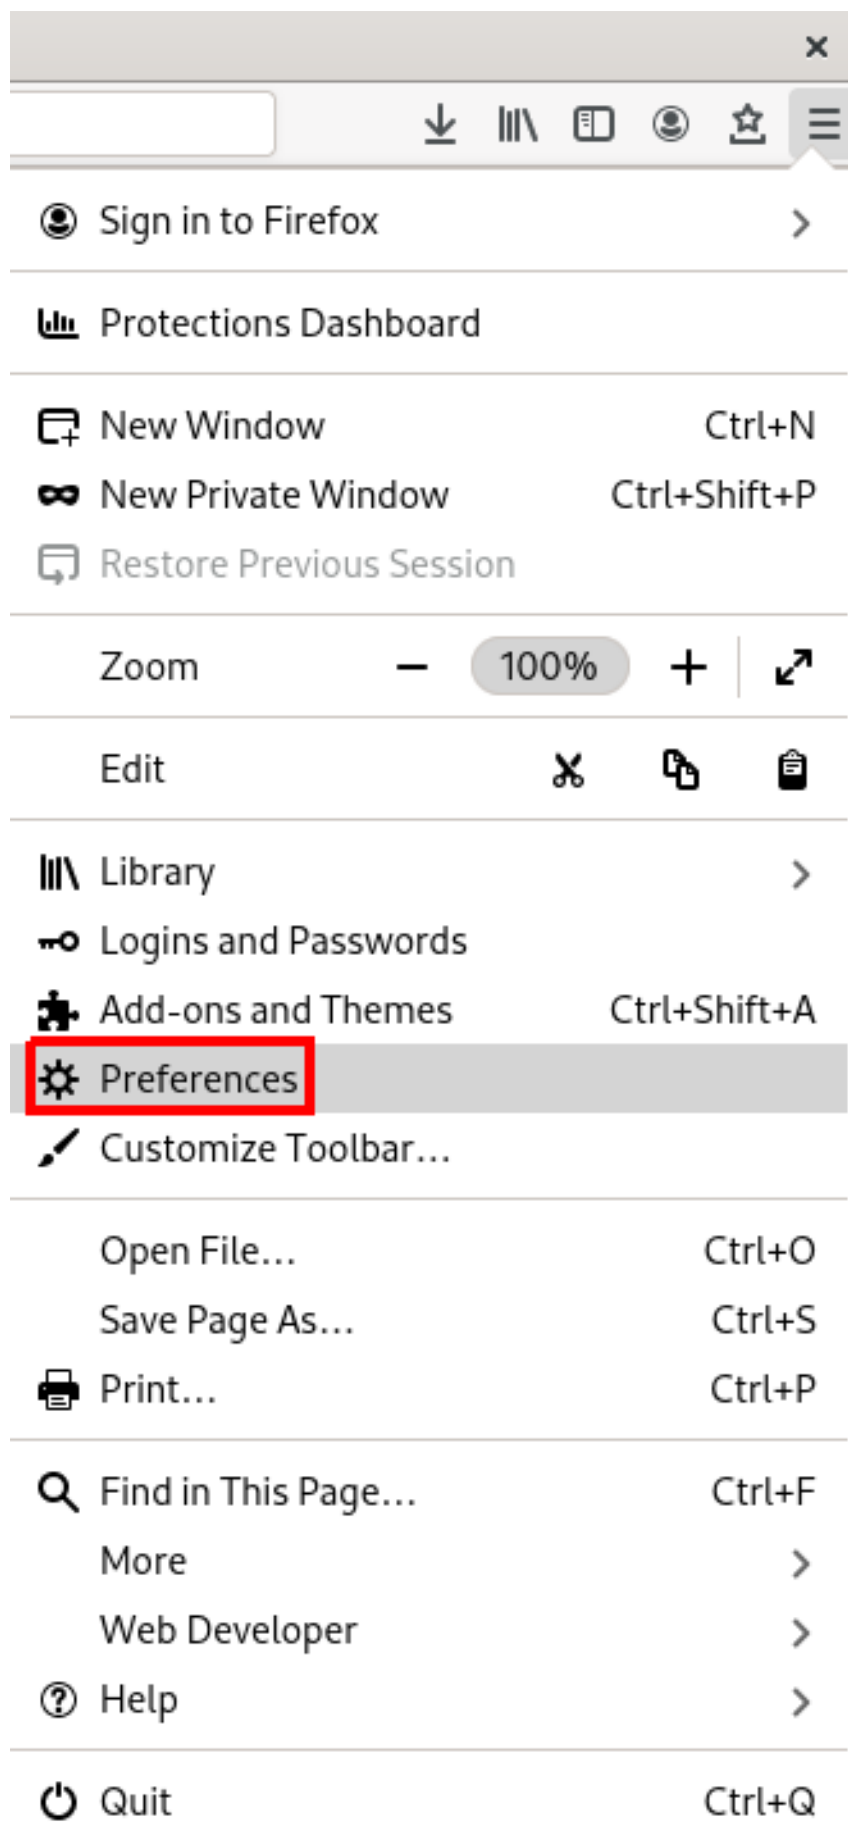 Sign in to Firefox
Protections Dashboard
New Window Ctrl+N
New Private Window Ctrl+Shift+P
Restore Previous Session
Zoom 100%
Edit
Library
Logins and Passwords
Add-ons and Themes Ctrl+Shift+A
Preferences
Customize Toolbar...
Open File... Ctrl+O
Save Page As... Ctrl+S
Print... Ctrl+P
Find in This Page... Ctrl+F
More
Web Developer
Help
Quit Ctrl+Q